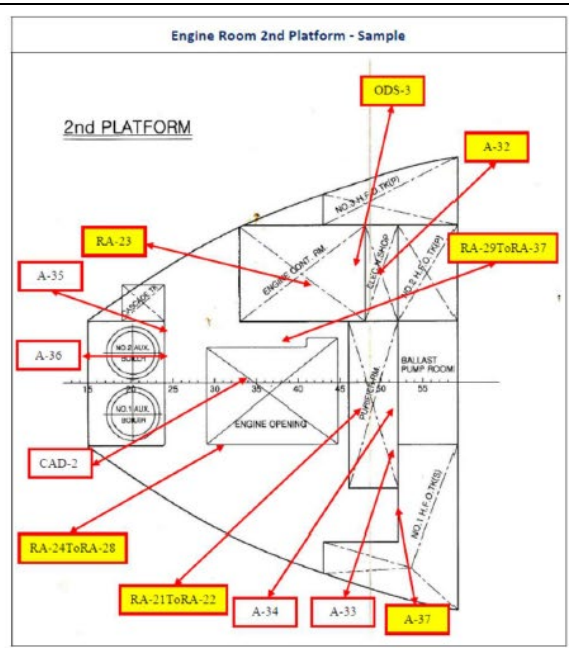 Engine Room 2nd Platform - Sample
ODS-3
2nd PLATFORM
A-32
NO.3 H.F.O.TK(P)
RA-23
RA-29ToRA-37
ENGINE CONT. RM.
ELEC.W.SHOP
NO.2 H.F.O.TK(P)
A-35
CASCADE TK
NO.2 AUX.
BOILER
A-36
PURIFIER RM.
BALLAST
PUMP ROOM
15 20 25 30 35 40 45 50 55
NO.1 AUX.
BOILER
ENGINE OPENING
CAD-2
NO.1 H.F.O.TK(S)
RA-24ToRA-28
RA-21ToRA-22
A-34
A-33
A-37